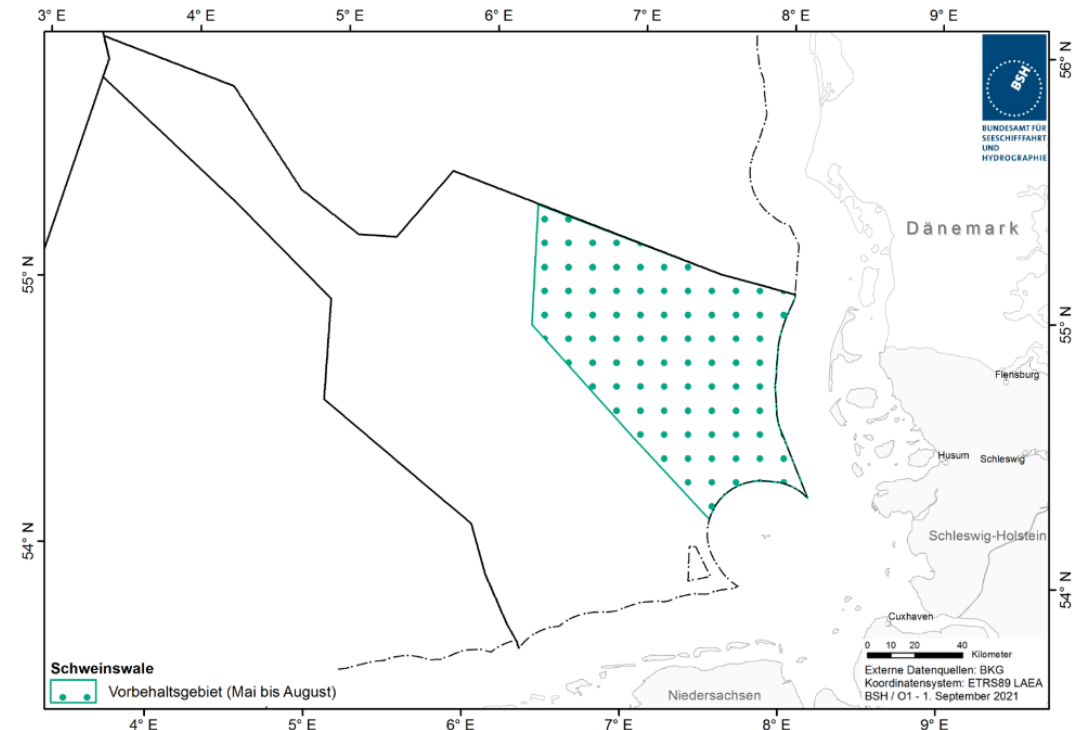 3° E 4° E 5° E 6° E 7° E 8° E 9° E
56° N
BSH
BUNDESAMT FÜR
SEESCHIFFFAHRT
UND
HYDROGRAPHIE
Dänemark
55° N
55° N
Flensburg
Husum
Schleswig
54° N
Schleswig-Holstein
54° N
Cuxhaven
0 10 20 40
Kilometer
Schweinswale
Vorbehaltsgebiet (Mai bis August)
Niedersachsen
Externe Datenquellen: BKG
Koordinatensystem: ETRS89 LAEA
BSH / O1 - 1. September 2021
4° E 5° E 6° E 7° E 8° E 9° E